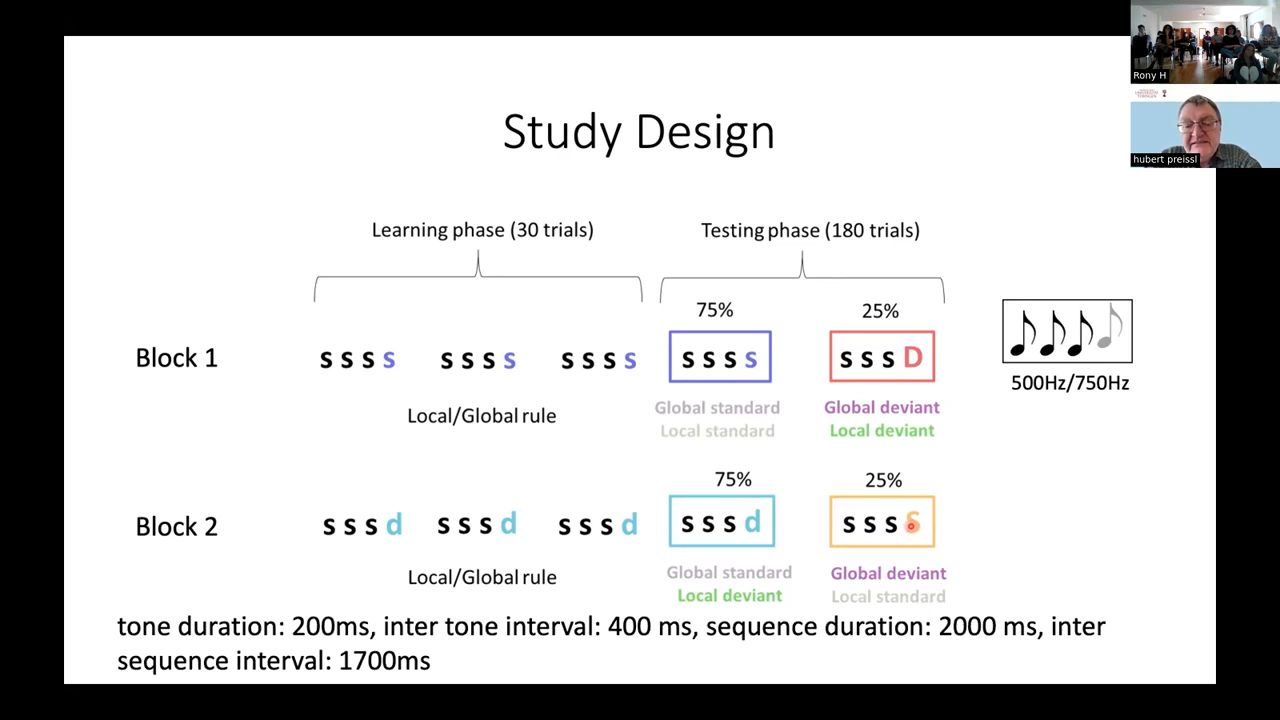 Rony H
hubert preissl
Study Design
Learning phase (30 trials)
Testing phase (180 trials)
75%
25%
Block 1
s s s s
s s s s
s s s s
s s s s
s s s D
500Hz/750Hz
Local/Global rule
Global standard
Local standard
Global deviant
Local deviant
75%
25%
Block 2
s s s d
s s s d
s s s d
s s s d
s s s S
Local/Global rule
Global standard
Local deviant
Global deviant
Local standard
tone duration: 200ms, inter tone interval: 400 ms, sequence duration: 2000 ms, inter
sequence interval: 1700ms